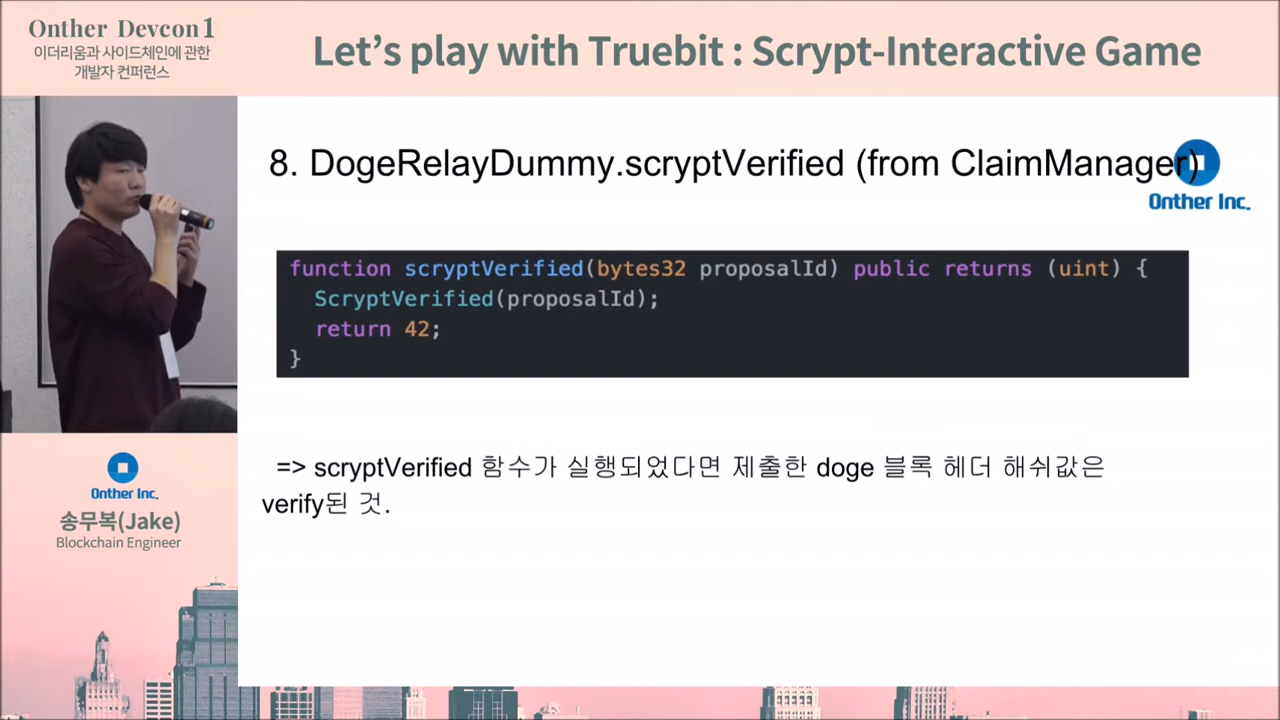 Onther Devcon1
이더리움과 사이드체인에 관한
개발자 컨퍼런스
Let's play with Truebit : Scrypt-Interactive Game
8. DogeRelayDummy.scryptVerified (from ClaimManager)
Onther Inc.
function scryptVerified(bytes32 proposalId) public returns (uint) {
ScryptVerified(proposalId);
return 42;
}
=> scryptVerified 함수가 실행되었다면 제출한 doge 블록 헤더 해쉬값은
verify된 것.
Onther Inc.
송무복(Jake)
Blockchain Engineer